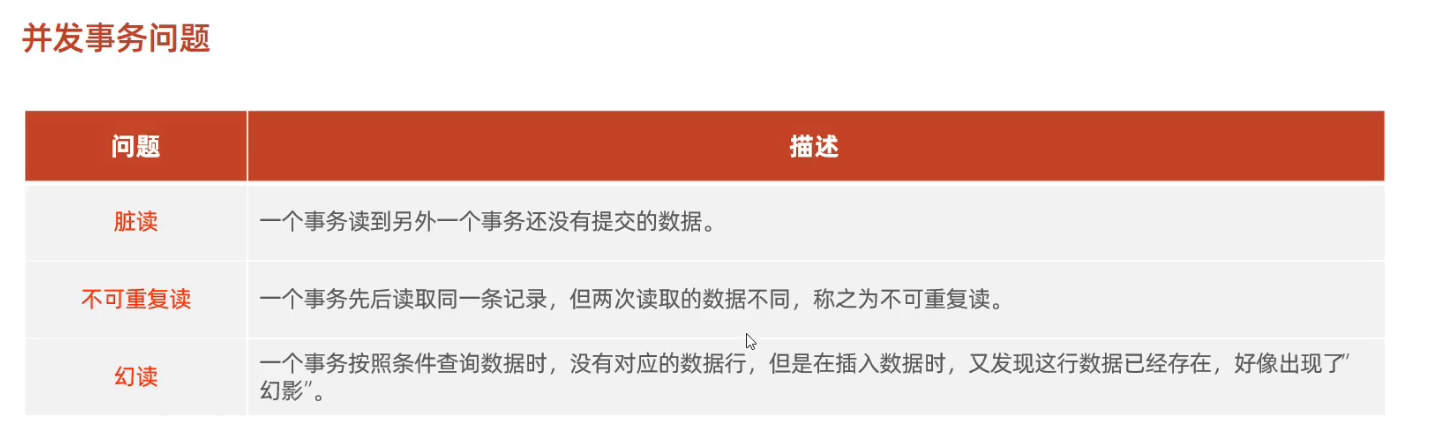 并发事务问题
问题 描述
脏读 一个事务读到另外一个事务还没有提交的数据。
不可重复读 一个事务先后读取同一条记录，但两次读取的数据不同，称之为不可重复读。
幻读 一个事务按照条件查询数据时，没有对应的数据行，但是在插入数据时，又发现这行数据已经存在，好像出现了”
幻影”。